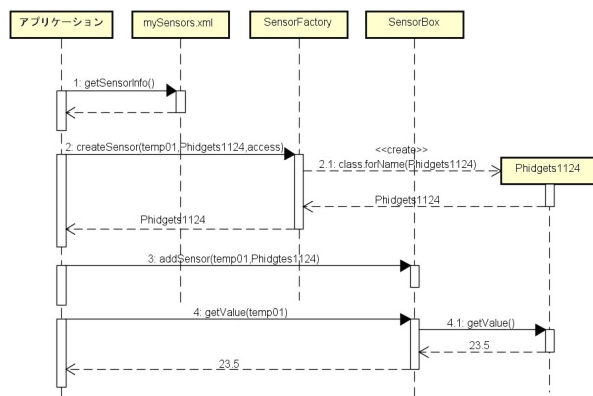 アプリケーション
mySensors.xml
SensorFactory
SensorBox
1: getSensorInfo()
2: createSensor(temp01,Phidgets1124,access)
<<create>>
2.1: class.forName(Phidgets1124)
Phidgets1124
Phidgets1124
Phidgets1124
3: addSensor(temp01,Phidgtes1124)
4: getValue(temp01)
4.1: getValue()
23.5
23.5